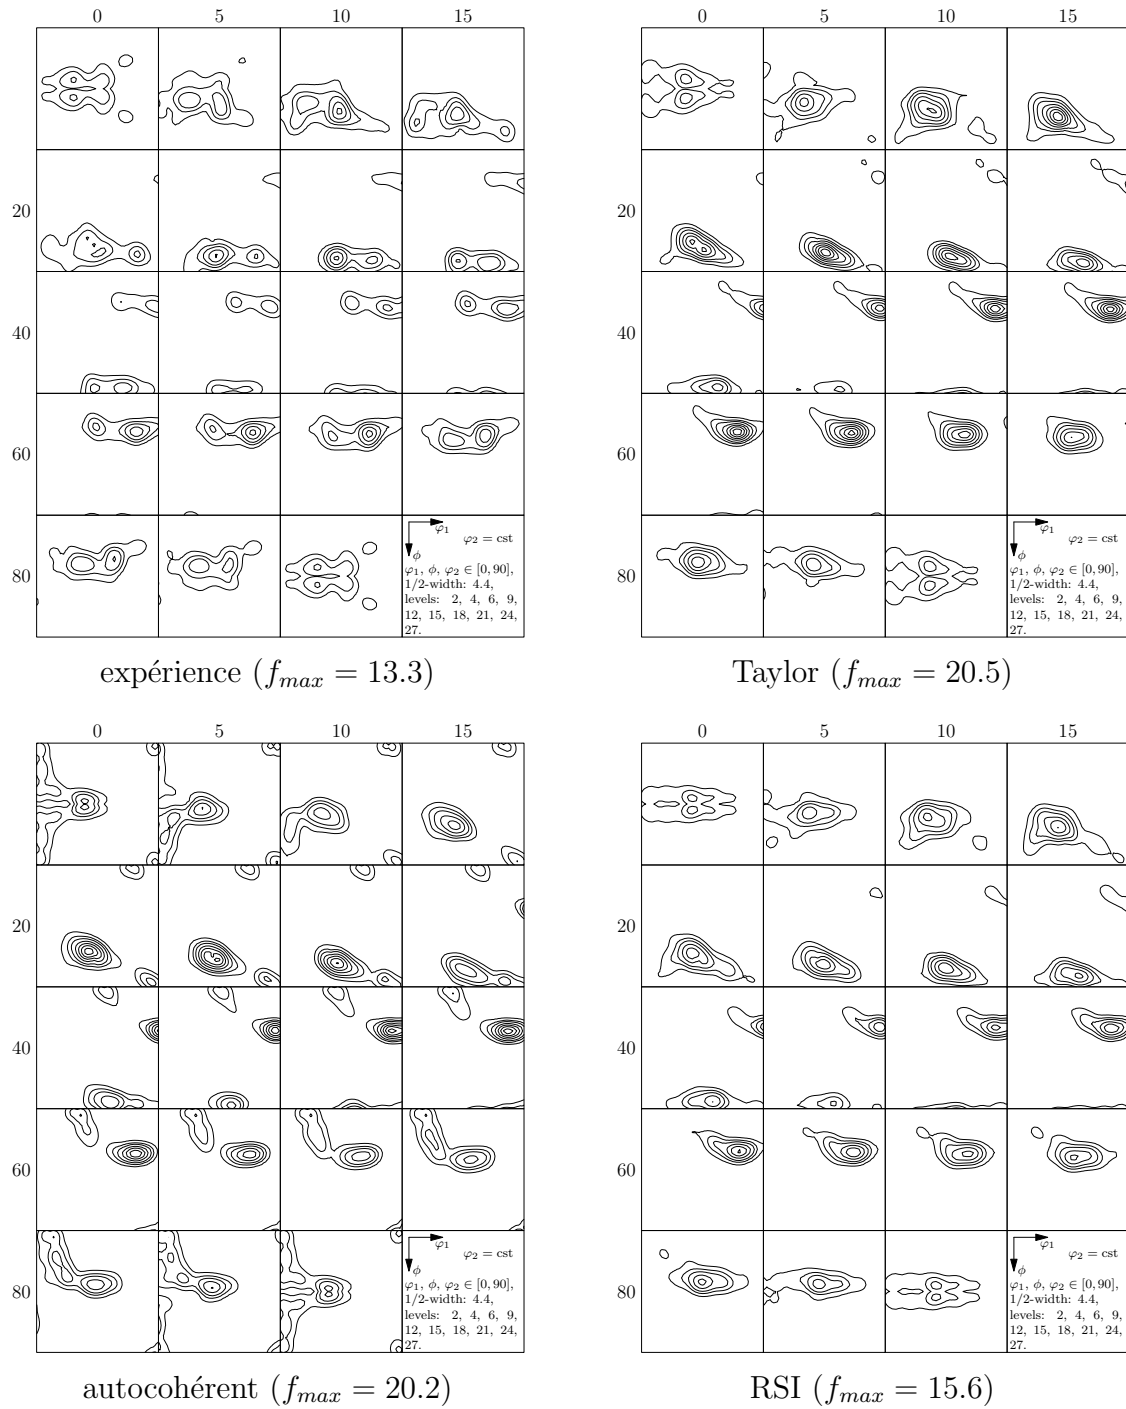 0 5 10 15
20
40
60
80
φ₁
φ₂ = cst
ϕ
φ₁, ϕ, φ₂ ∈ [0, 90],
1/2-width: 4.4,
levels: 2, 4, 6, 9,
12, 15, 18, 21, 24,
27.
expérience (f_max = 13.3)
0 5 10 15
20
40
60
80
φ₁
φ₂ = cst
ϕ
φ₁, ϕ, φ₂ ∈ [0, 90],
1/2-width: 4.4,
levels: 2, 4, 6, 9,
12, 15, 18, 21, 24,
27.
Taylor (f_max = 20.5)
0 5 10 15
20
40
60
80
φ₁
φ₂ = cst
ϕ
φ₁, ϕ, φ₂ ∈ [0, 90],
1/2-width: 4.4,
levels: 2, 4, 6, 9,
12, 15, 18, 21, 24,
27.
autocohérent (f_max = 20.2)
0 5 10 15
20
40
60
80
φ₁
φ₂ = cst
ϕ
φ₁, ϕ, φ₂ ∈ [0, 90],
1/2-width: 4.4,
levels: 2, 4, 6, 9,
12, 15, 18, 21, 24,
27.
RSI (f_max = 15.6)